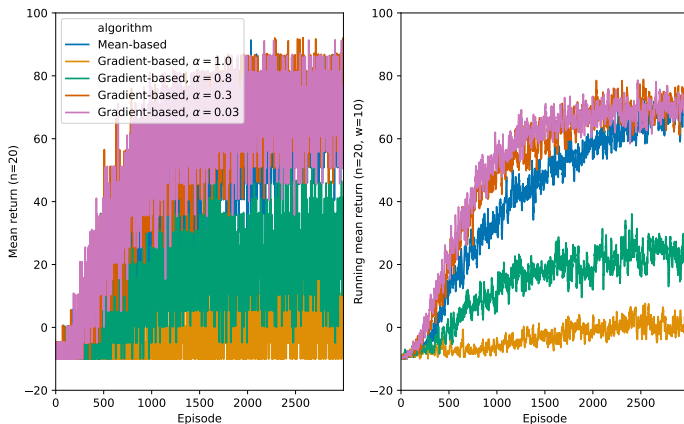 algorithm
Mean-based
Gradient-based, α = 1.0
Gradient-based, α = 0.8
Gradient-based, α = 0.3
Gradient-based, α = 0.03
Mean return (n=20)
100
80
60
40
20
0
−20
0
500
1000
1500
2000
2500
Episode
Running mean return (n=20, w=10)
100
80
60
40
20
0
−20
0
500
1000
1500
2000
2500
Episode